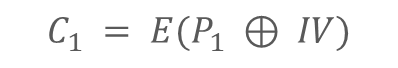 C₁ = E(P₁ ⊕ IV)